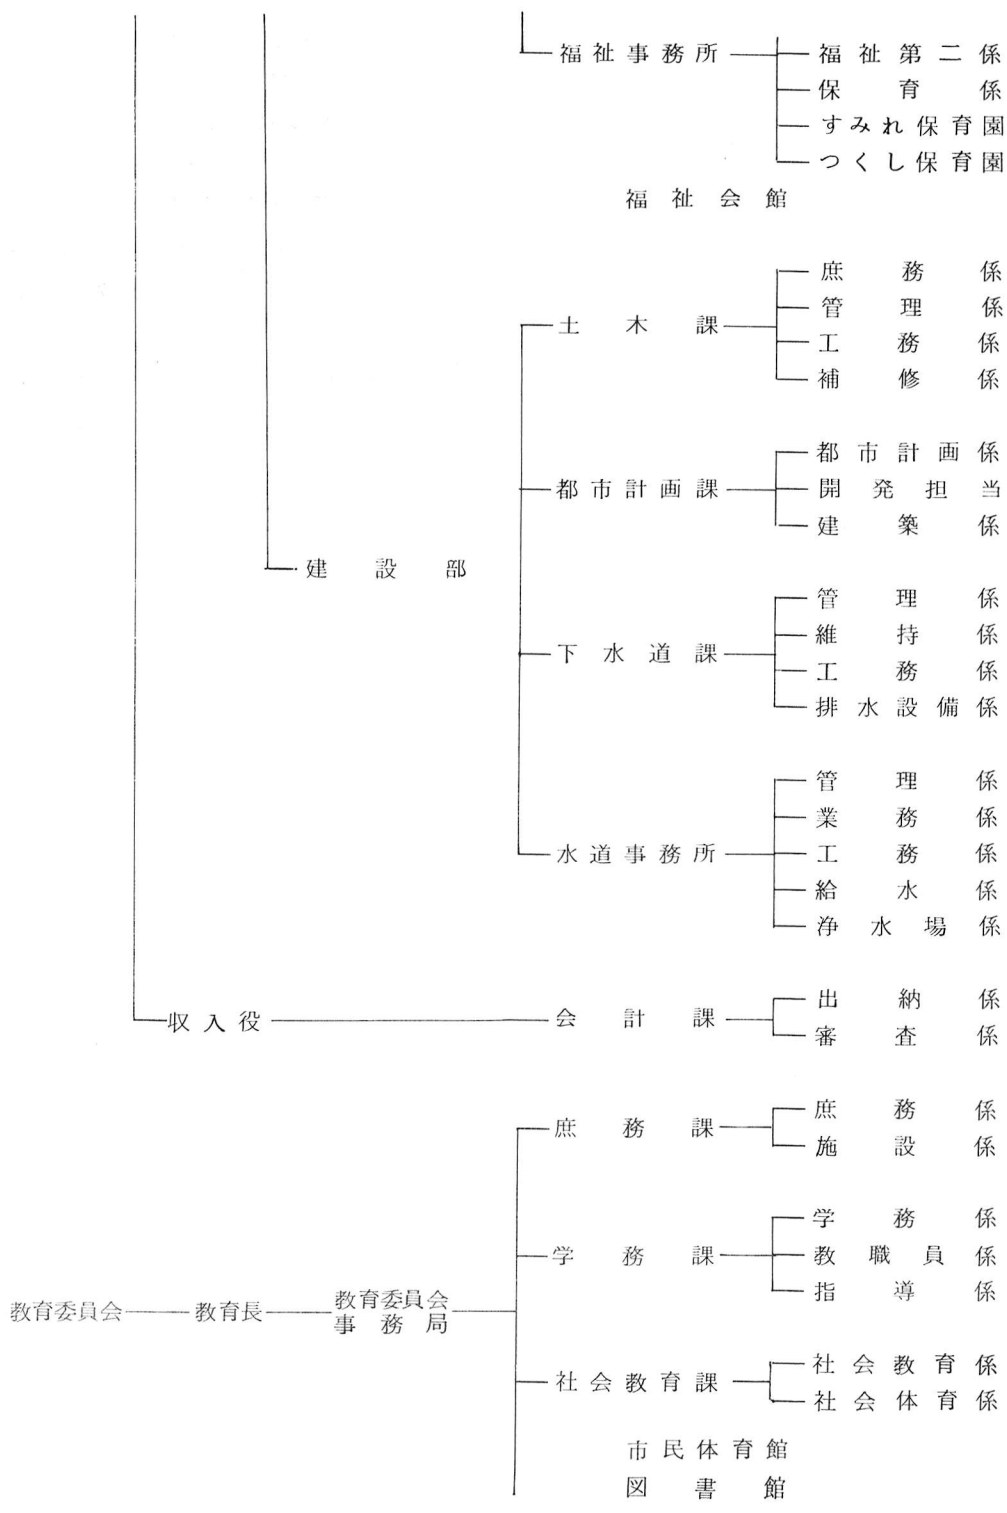 福祉事務所 福祉第二係
保育係
すみれ保育園
つくし保育園
福祉会館
庶務係
管理係
土木課
工務係
補修係
都市計画係
都市計画課 開発担当
建築係
建設部
管理係
維持係
下水道課
工務係
排水設備係
管理係
業務係
水道事務所 工務係
給水係
浄水場係
出納係
収入役 会計課
審査係
庶務係
庶務課
施設係
学務係
学務課 教職員係
指導係
教育委員会 教育長 教育委員会
事務局
社会教育係
社会教育課
社会体育係
市民体育館
図書館